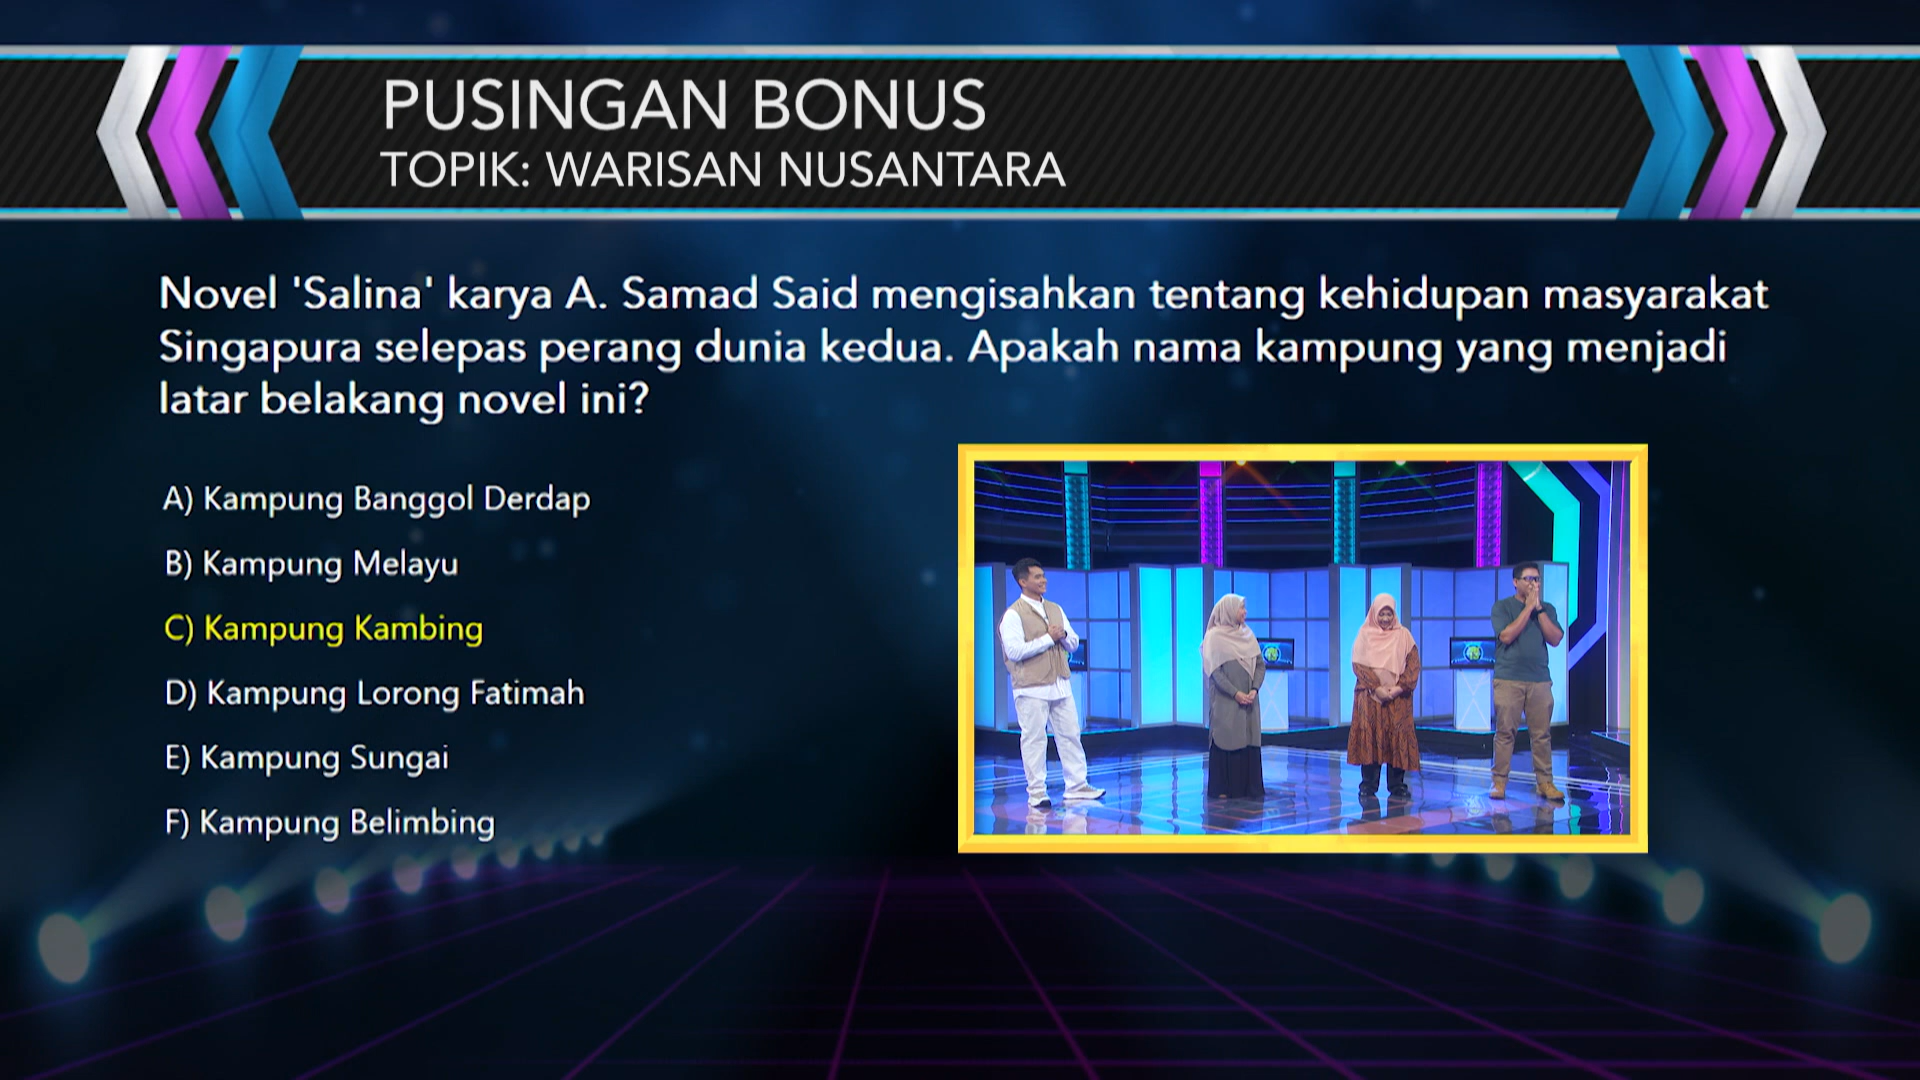 PUSINGAN BONUS
TOPIK: WARISAN NUSANTARA
Novel 'Salina' karya A. Samad Said mengisahkan tentang kehidupan masyarakat
Singapura selepas perang dunia kedua. Apakah nama kampung yang menjadi
latar belakang novel ini?
A) Kampung Banggol Derdap
B) Kampung Melayu
C) Kampung Kambing
D) Kampung Lorong Fatimah
E) Kampung Sungai
F) Kampung Belimbing